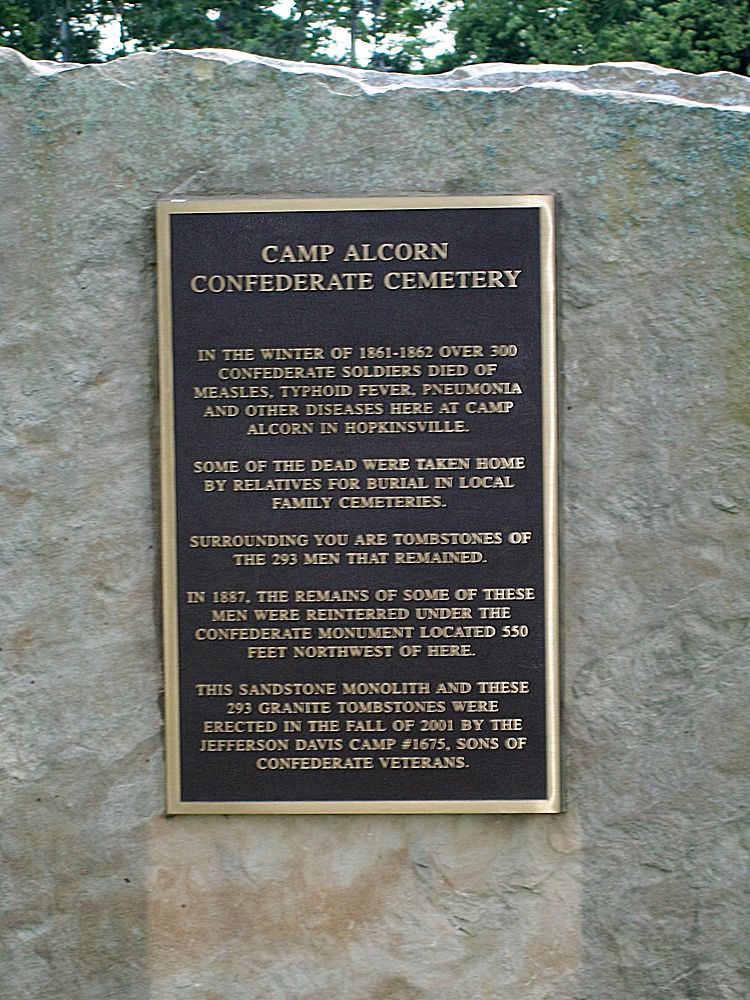 CAMP ALCORN
CONFEDERATE CEMETERY
IN THE WINTER OF 1861-1862 OVER 300
CONFEDERATE SOLDIERS DIED OF
MEASLES, TYPHOID FEVER, PNEUMONIA
AND OTHER DISEASES HERE AT CAMP
ALCORN IN HOPKINSVILLE.
SOME OF THE DEAD WERE TAKEN HOME
BY RELATIVES FOR BURIAL IN LOCAL
FAMILY CEMETERIES.
SURROUNDING YOU ARE TOMBSTONES OF
THE 293 MEN THAT REMAINED.
IN 1887, THE REMAINS OF SOME OF THESE
MEN WERE REINTERRED UNDER THE
CONFEDERATE MONUMENT LOCATED 550
FEET NORTHWEST OF HERE.
THIS SANDSTONE MONOLITH AND THESE
293 GRANITE TOMBSTONES WERE
ERECTED IN THE FALL OF 2001 BY THE
JEFFERSON DAVIS CAMP #1675, SONS OF
CONFEDERATE VETERANS.